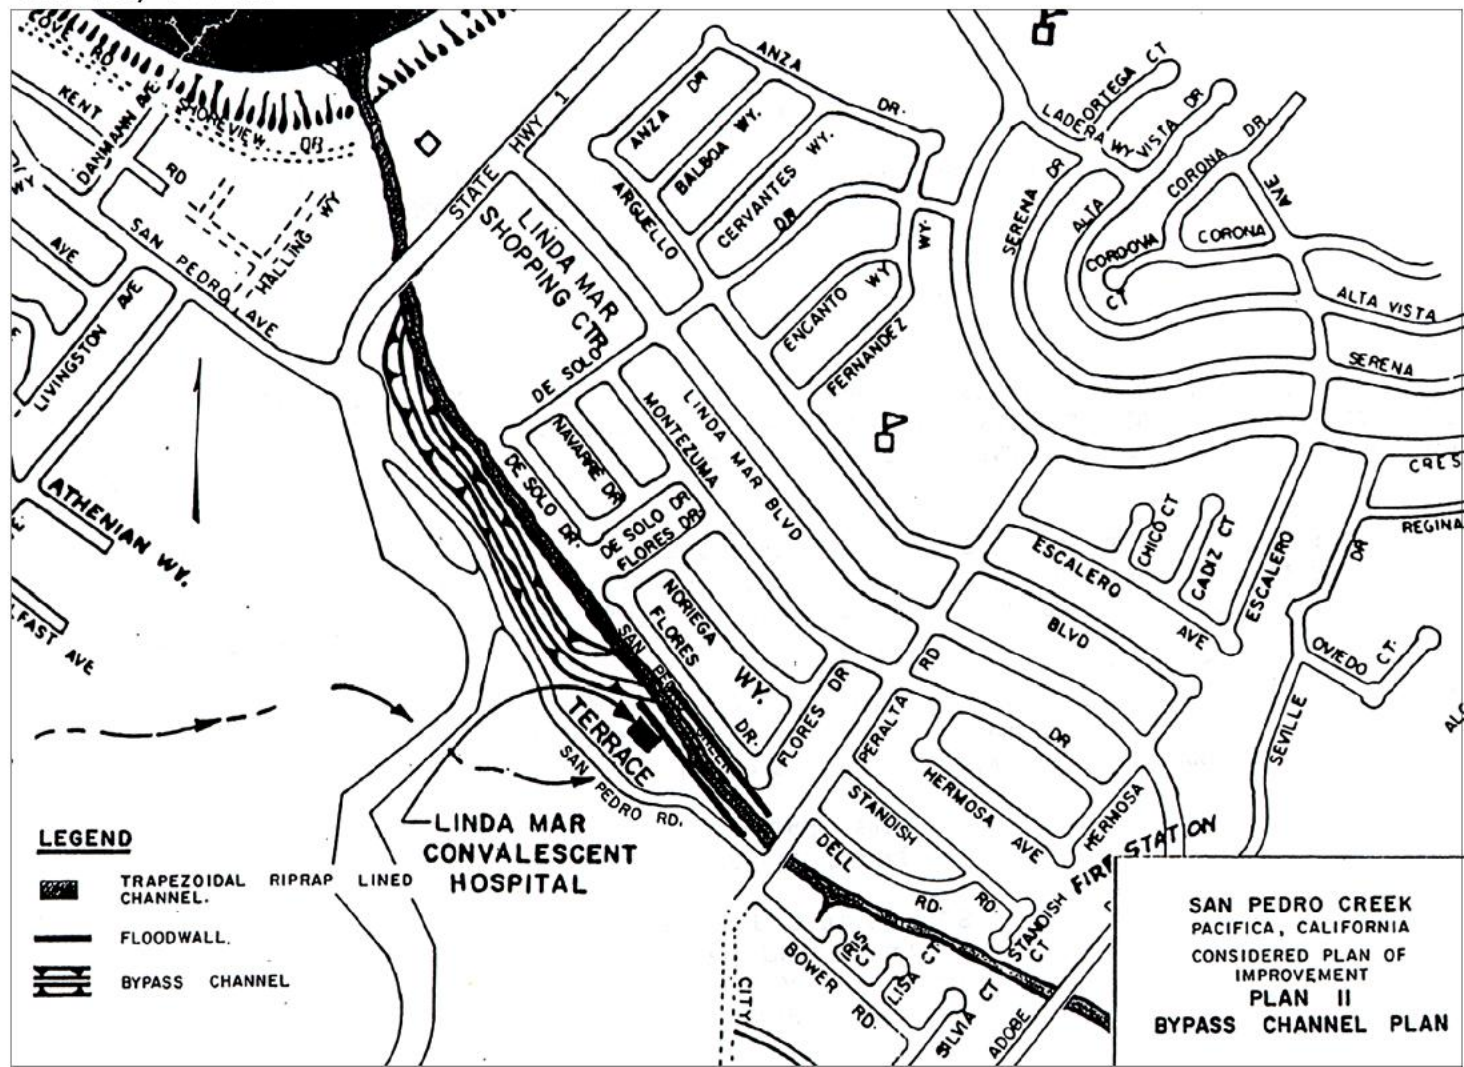 COVE RD
KENT
DANMANN AVE
SHOREVIEW DR
RD
WY
AVE
SAN PEDRO AVE
HALLING WY
LIVINGSTON AVE
ATHENIAN WY.
LFAST AVE
STATE HWY 1
LINDA MAR
SHOPPING CTR
ANZA DR.
ANZA DR
BALBOA WY.
CERVANTES WY.
DR
ARGUELLO
ENCANTO WY
FERNANDEZ WY.
ORTEGA CT
LADERA WY
VISTA DR
CORONA DR
AVE
SERENA DR
ALTA
CORDOVA
CT
CORONA
ALTA VISTA
SERENA
CRES
REGINA
DR
DE SOLO
NAVARRE DR.
DE SOLO DR.
MONTEZUMA
LINDA MAR BLVD
DE SOLO DR
FLORES DR.
NORIEGA
FLORES
WY.
DR.
FLORES DR
SAN PEDRO CREEK
TERRACE
SAN PEDRO RD.
ESCALERO
AVE
CHICO CT
CADIZ CT
ESCALERO
BLVD
RD
PERALTA
DR
OVIEDO CT.
SEVILLE
HERMOSA AVE
HERMOSA
STANDISH
RD.
DELL
RD.
STANDISH
CT
FIRE STATION
IRIS
CT
LISA CT
BOWER RD.
SILVIA CT
ADOBE
CITY
LINDA MAR
CONVALESCENT
HOSPITAL
LEGEND
TRAPEZOIDAL RIPRAP LINED
CHANNEL.
FLOODWALL.
BYPASS CHANNEL
SAN PEDRO CREEK
PACIFICA, CALIFORNIA
CONSIDERED PLAN OF
IMPROVEMENT
PLAN II
BYPASS CHANNEL PLAN